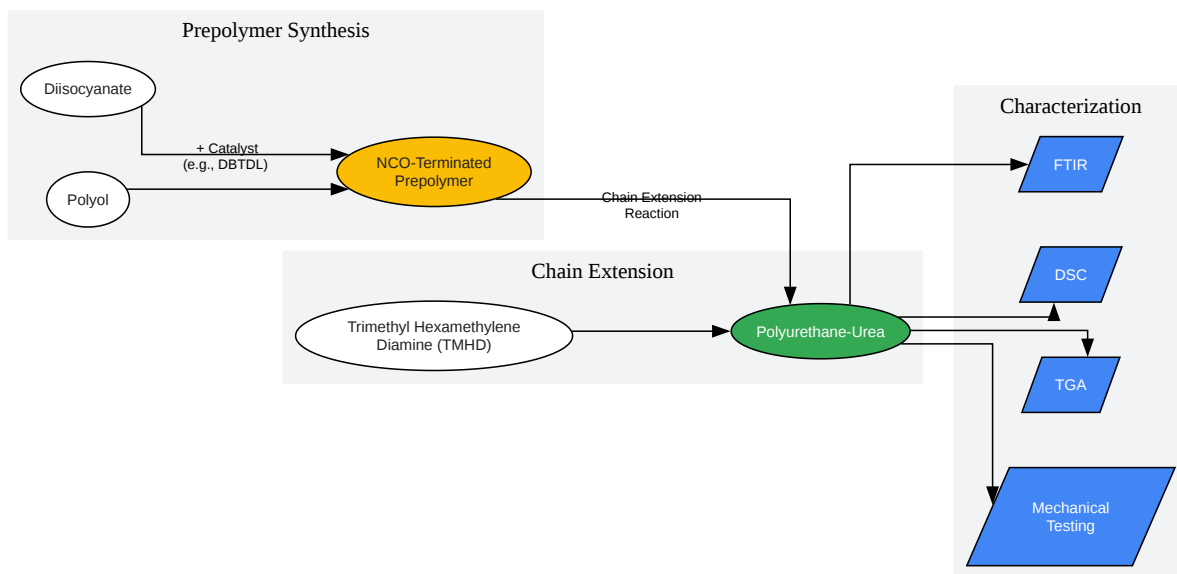 Prepolymer Synthesis
Diisocyanate
+ Catalyst
(e.g., DBTDL)
Polyol
NCO-Terminated
Prepolymer
Chain Extension
Reaction
Chain Extension
Trimethyl Hexamethylene
Diamine (TMHD)
Polyurethane-Urea
Characterization
FTIR
DSC
TGA
Mechanical
Testing